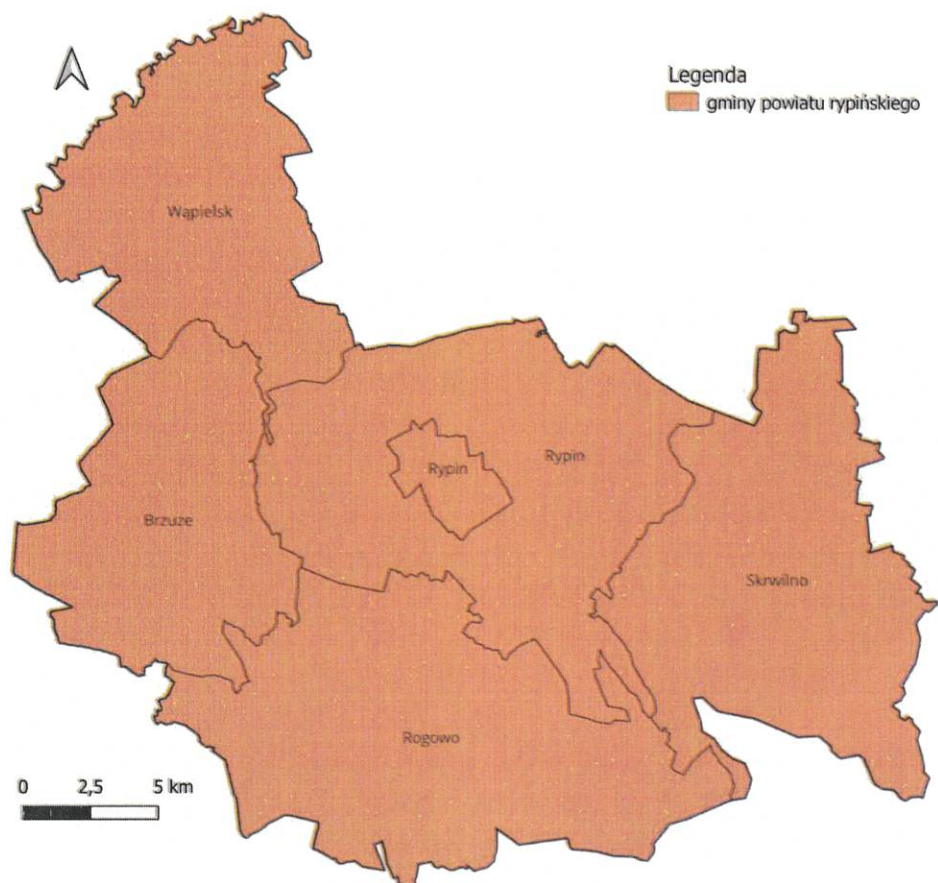 Legenda
gminy powiatu rypińskiego
Wąpielsk
Rypin
Rypin
Brzuze
Skrwilno
Rogowo
0 2,5 5 km